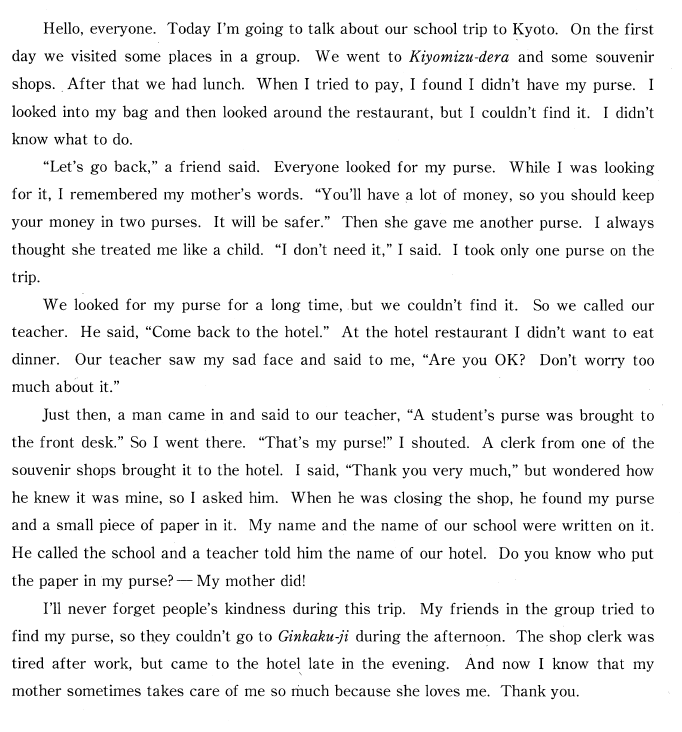 Hello, everyone. Today I'm going to talk about our school trip to Kyoto. On the first
day we visited some places in a group. We went to Kiyomizu-dera and some souvenir
shops. After that we had lunch. When I tried to pay, I found I didn't have my purse. I
looked into my bag and then looked around the restaurant, but I couldn't find it. I didn't
know what to do.
"Let's go back," a friend said. Everyone looked for my purse. While I was looking
for it, I remembered my mother's words. "You'll have a lot of money, so you should keep
your money in two purses. It will be safer." Then she gave me another purse. I always
thought she treated me like a child. "I don't need it," I said. I took only one purse on the
trip.
We looked for my purse for a long time, but we couldn't find it. So we called our
teacher. He said, "Come back to the hotel." At the hotel restaurant I didn't want to eat
dinner. Our teacher saw my sad face and said to me, "Are you OK? Don't worry too
much about it."
Just then, a man came in and said to our teacher, "A student's purse was brought to
the front desk." So I went there. "That's my purse!" I shouted. A clerk from one of the
souvenir shops brought it to the hotel. I said, "Thank you very much," but wondered how
he knew it was mine, so I asked him. When he was closing the shop, he found my purse
and a small piece of paper in it. My name and the name of our school were written on it.
He called the school and a teacher told him the name of our hotel. Do you know who put
the paper in my purse? — My mother did!
I'll never forget people's kindness during this trip. My friends in the group tried to
find my purse, so they couldn't go to Ginkaku-ji during the afternoon. The shop clerk was
tired after work, but came to the hotel late in the evening. And now I know that my
mother sometimes takes care of me so much because she loves me. Thank you.